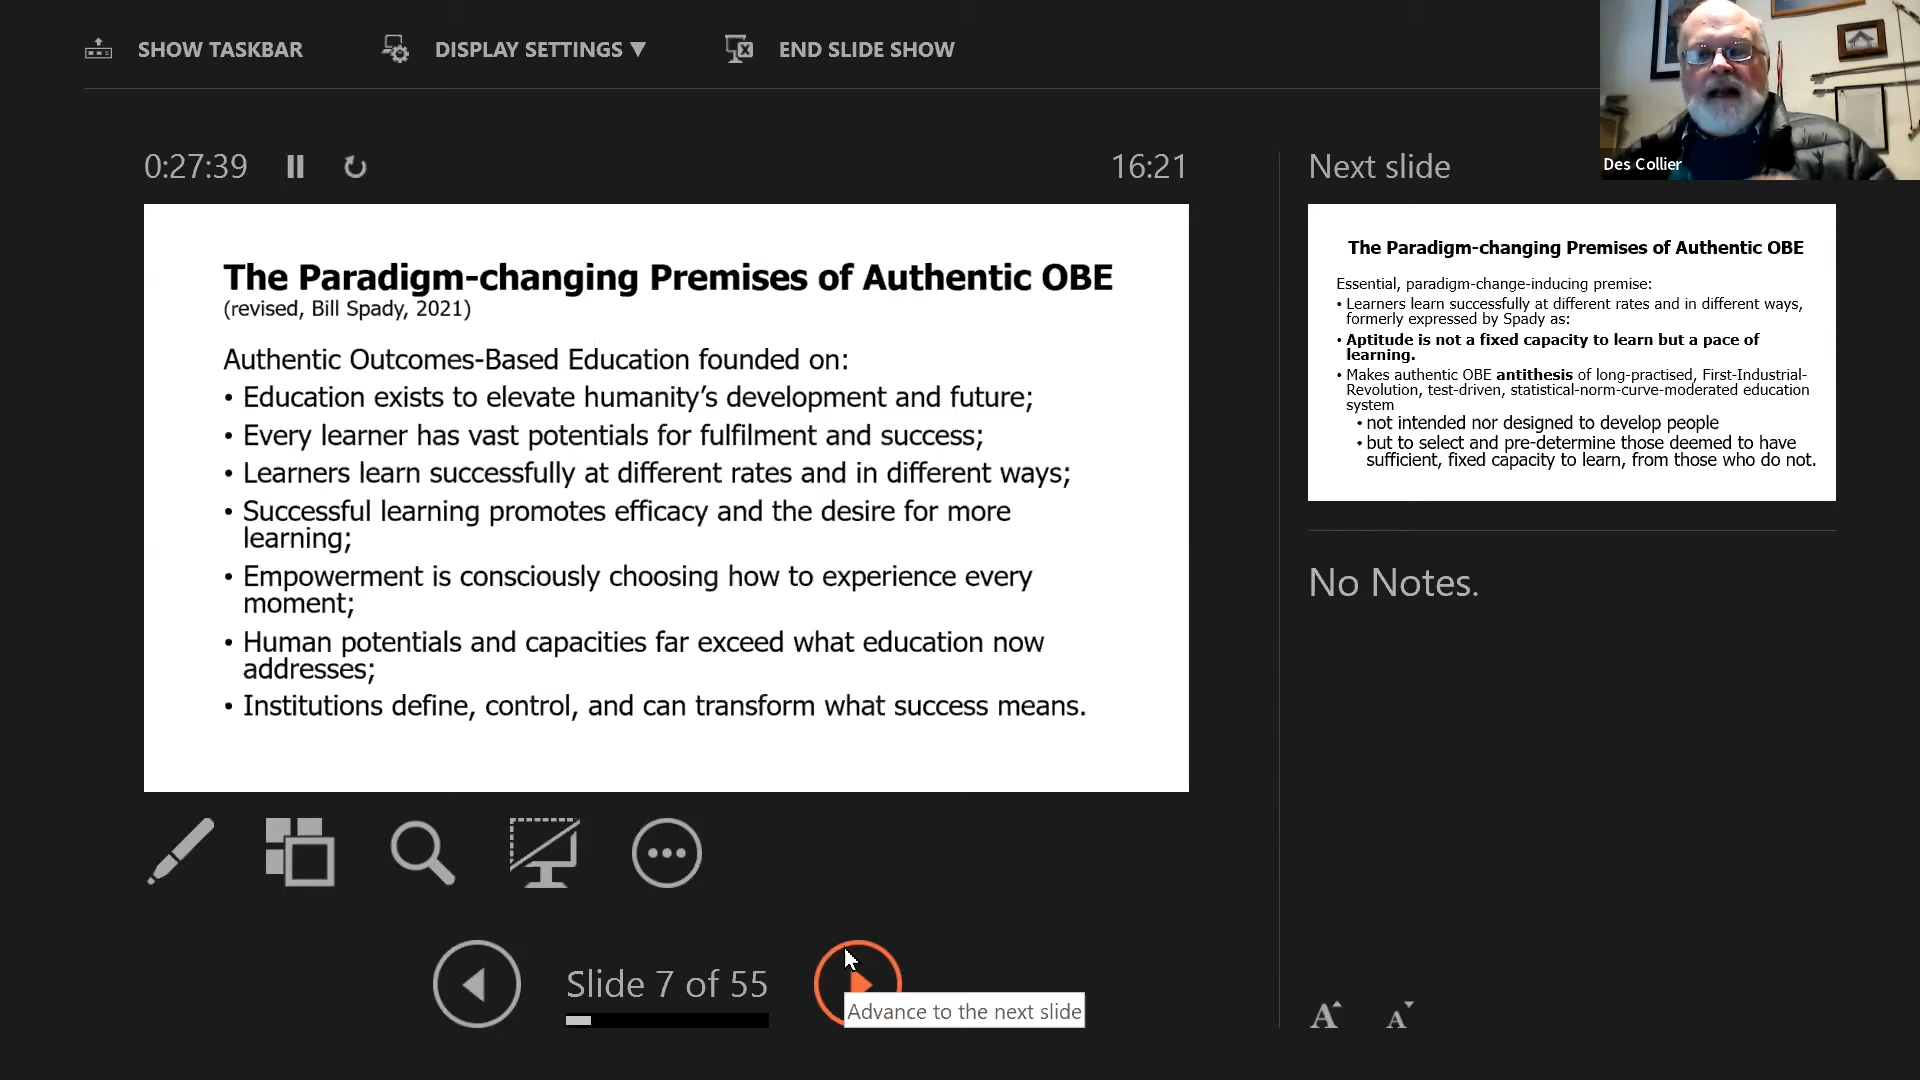 SHOW TASKBAR
DISPLAY SETTINGS ▼
END SLIDE SHOW
Des Collier
0:27:39
16:21
Next slide
The Paradigm-changing Premises of Authentic OBE
(revised, Bill Spady, 2021)
Authentic Outcomes-Based Education founded on:
• Education exists to elevate humanity’s development and future;
• Every learner has vast potentials for fulfilment and success;
• Learners learn successfully at different rates and in different ways;
• Successful learning promotes efficacy and the desire for more
learning;
• Empowerment is consciously choosing how to experience every
moment;
• Human potentials and capacities far exceed what education now
addresses;
• Institutions define, control, and can transform what success means.
The Paradigm-changing Premises of Authentic OBE
Essential, paradigm-change-inducing premise:
• Learners learn successfully at different rates and in different ways,
formerly expressed by Spady as:
• Aptitude is not a fixed capacity to learn but a pace of
learning.
• Makes authentic OBE antithesis of long-practised, First-Industrial-
Revolution, test-driven, statistical-norm-curve-moderated education
system
• not intended nor designed to develop people
• but to select and pre-determine those deemed to have
sufficient, fixed capacity to learn, from those who do not.
No Notes.
Slide 7 of 55
Advance to the next slide
A A